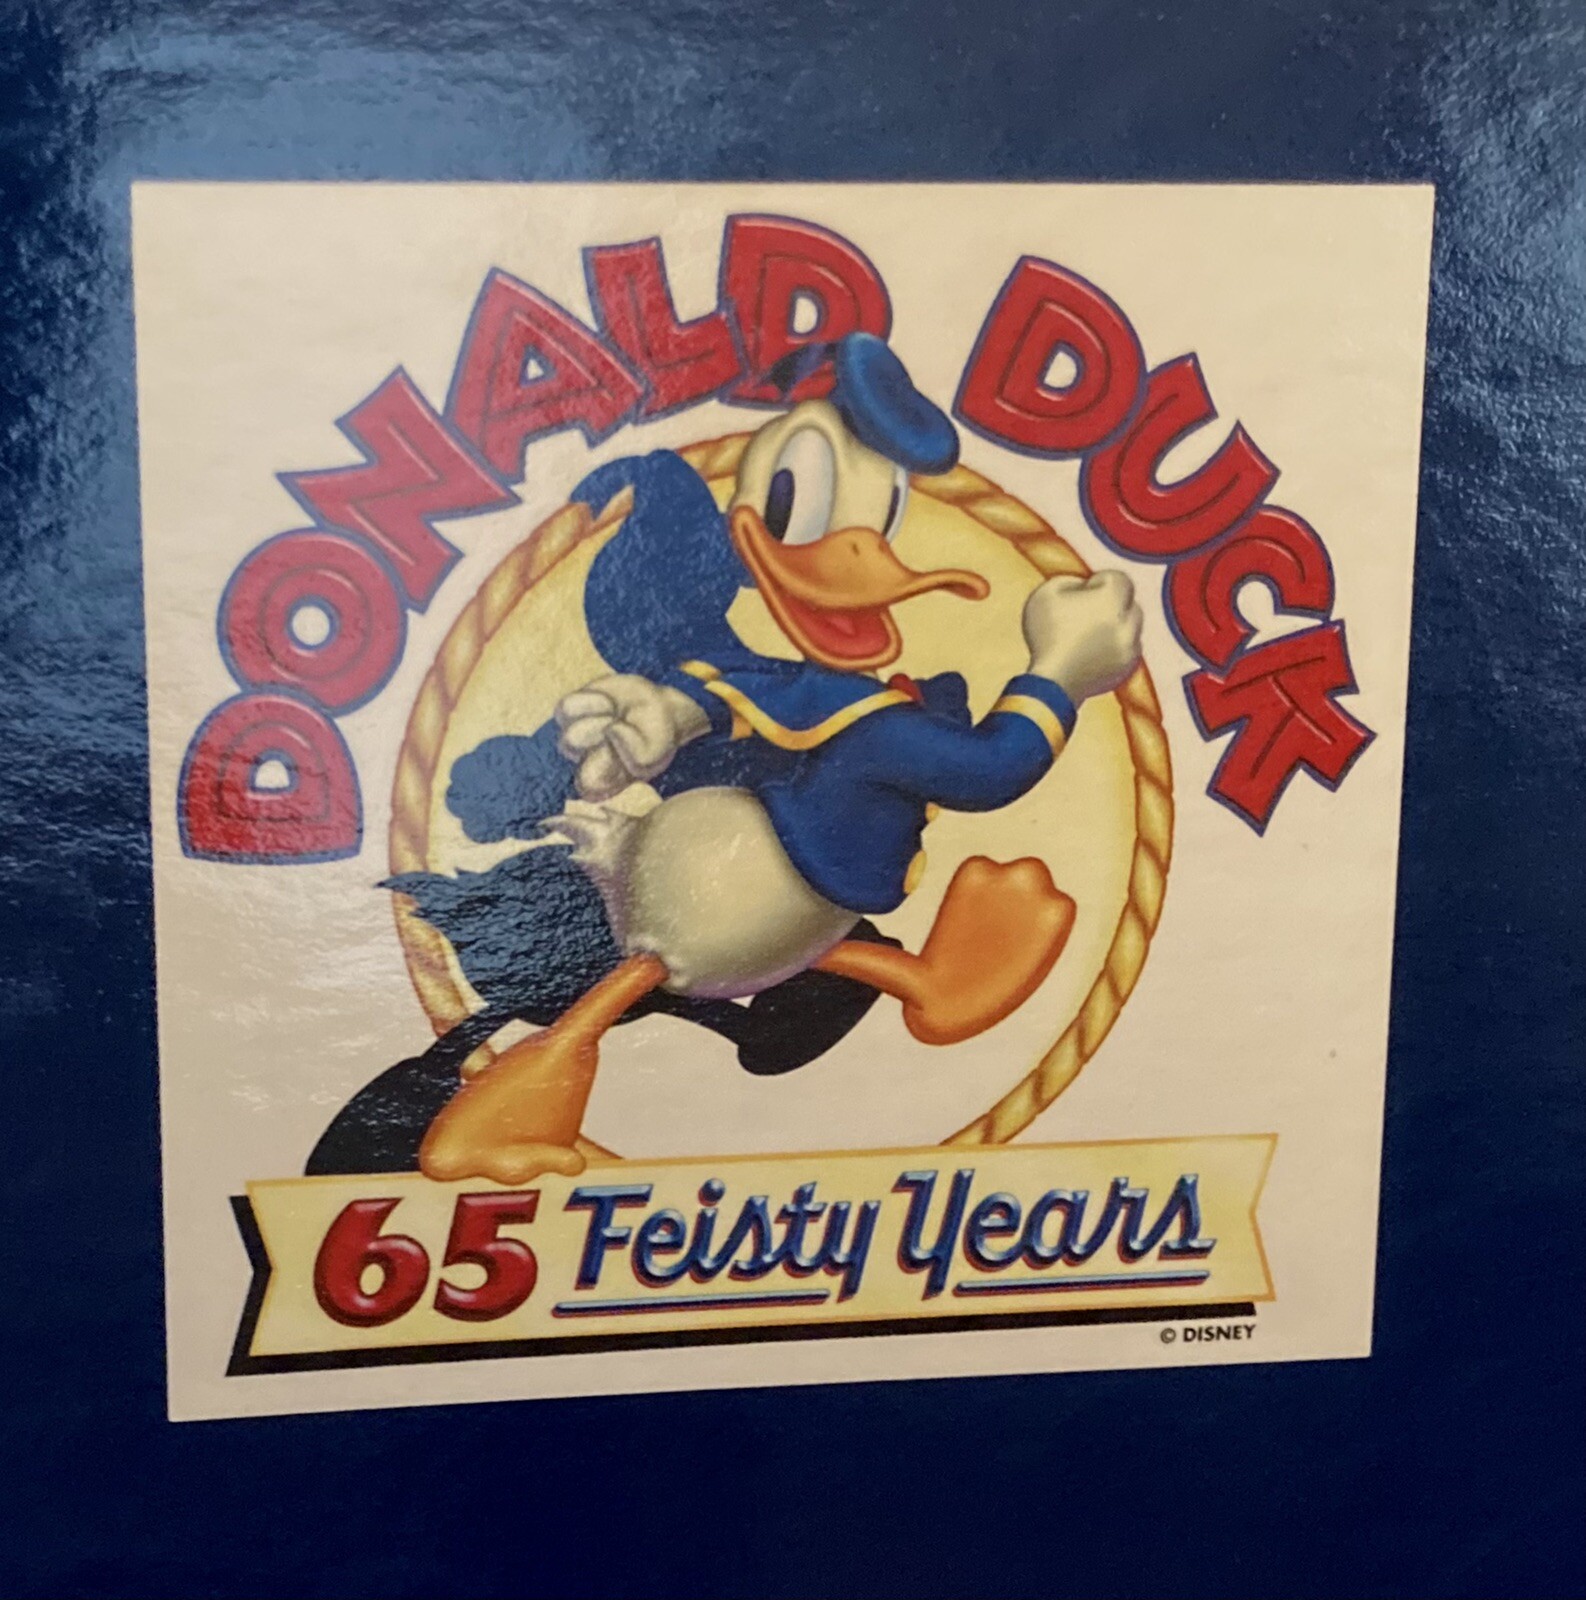 DONALD DUCK
65 Feisty Years
© DISNEY